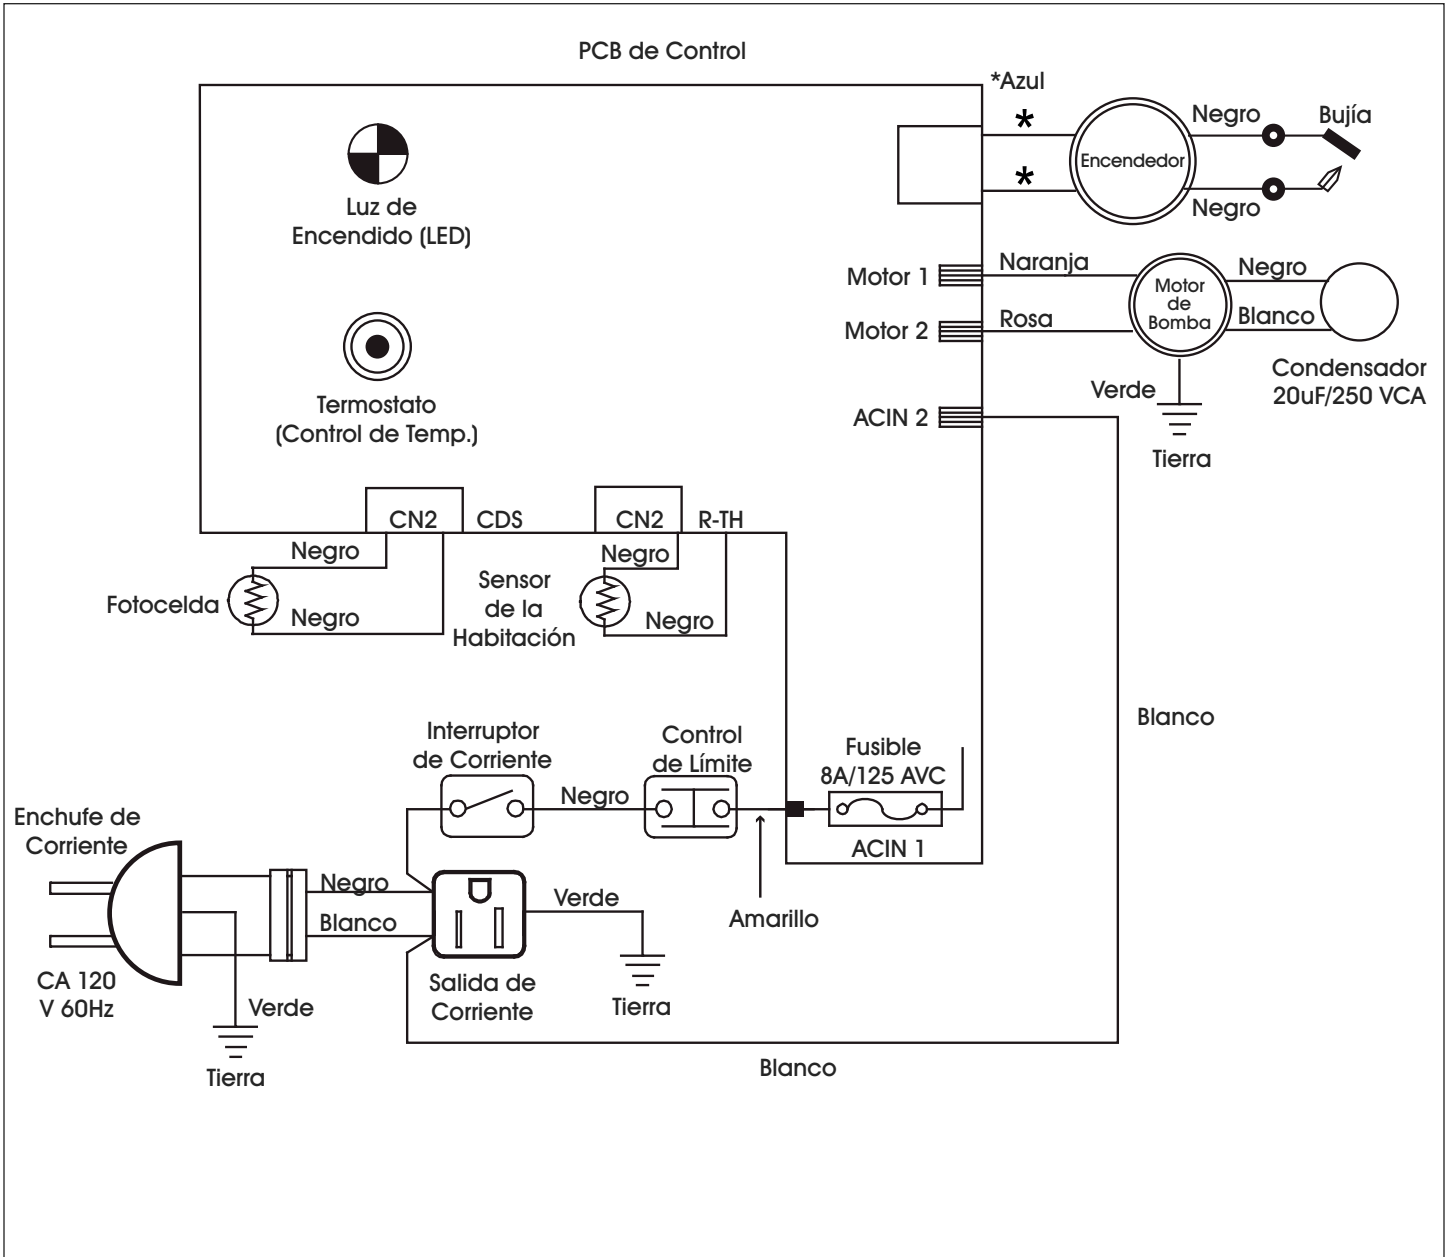 PCB de Control
*Azul
*
*
Encendedor
Negro
Negro
Bujía
Luz de
Encendido (LED)
Motor 1
Naranja
Motor 2
Rosa
Motor
de
Bomba
Negro
Blanco
Condensador
20uF/250 VCA
Verde
Tierra
Termostato
(Control de Temp.)
ACIN 2
CN2
CDS
CN2
R-TH
Negro
Fotocelda
Negro
Negro
Sensor
de la
Habitación
Negro
Blanco
Interruptor
de Corriente
Negro
Control
de Límite
Fusible
8A/125 AVC
ACIN 1
Amarillo
Enchufe de
Corriente
CA 120
V 60Hz
Negro
Blanco
Verde
Tierra
Salida de
Corriente
Verde
Tierra
Blanco